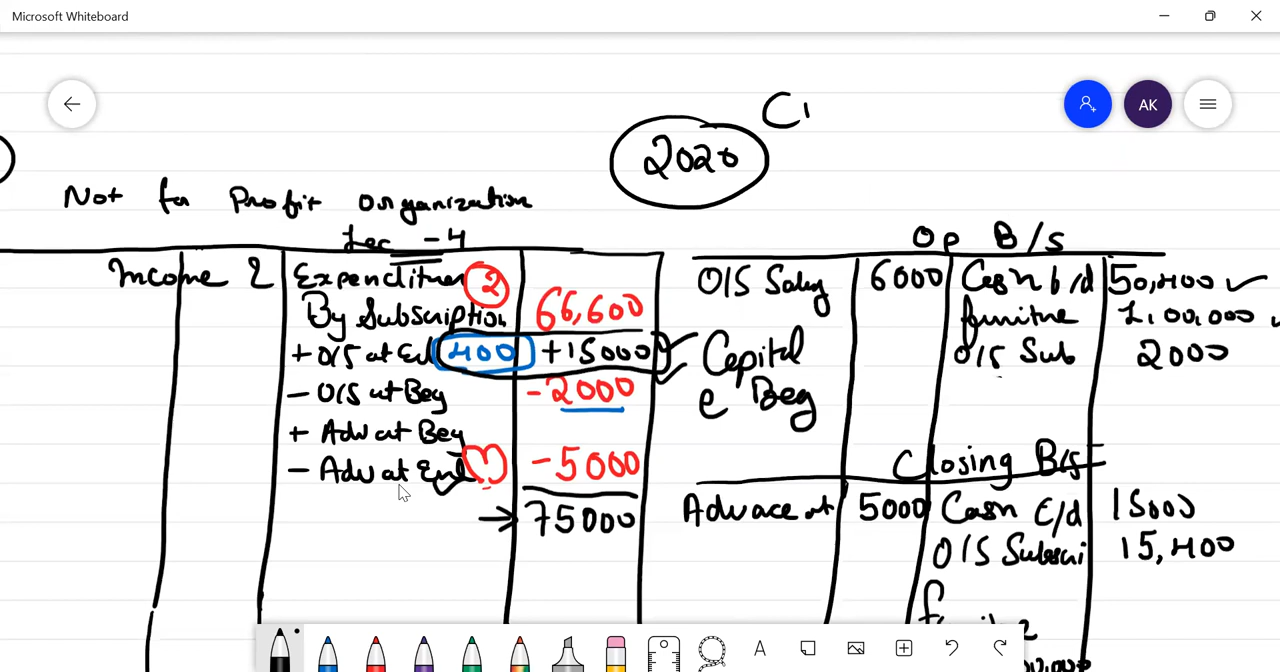 Microsoft Whiteboard
AK
2020
Not for Profit organization
Lec - 4
Income & Expenditure 2
By Subscription 66,600
+ O/S at End 400 +15000
- O/S at Beg -2000
+ Adv at Beg
- Adv at End -5000
→ 75000
Op B/s
O/S Salary 6000 Cash b/d 50,400 ✓
furniture 1,00,000
O/S Sub 2000
Capital
@ Beg
Closing B/s
Advace at 5000 Cash C/d 15000
O/S Subscri 15,400
A